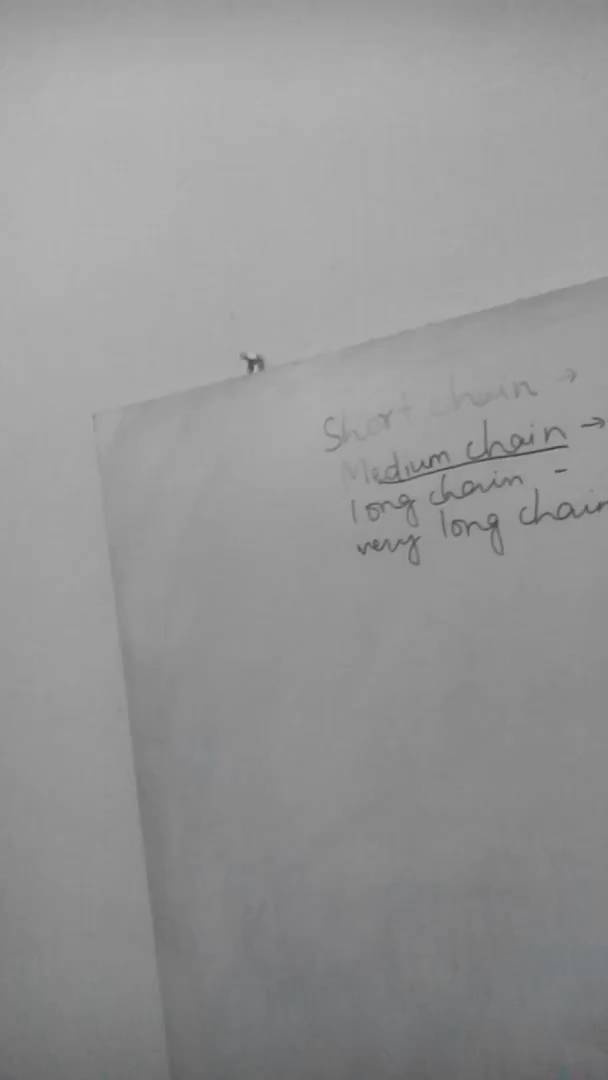 Short chain →
Medium chain →
long chain -
very long chain